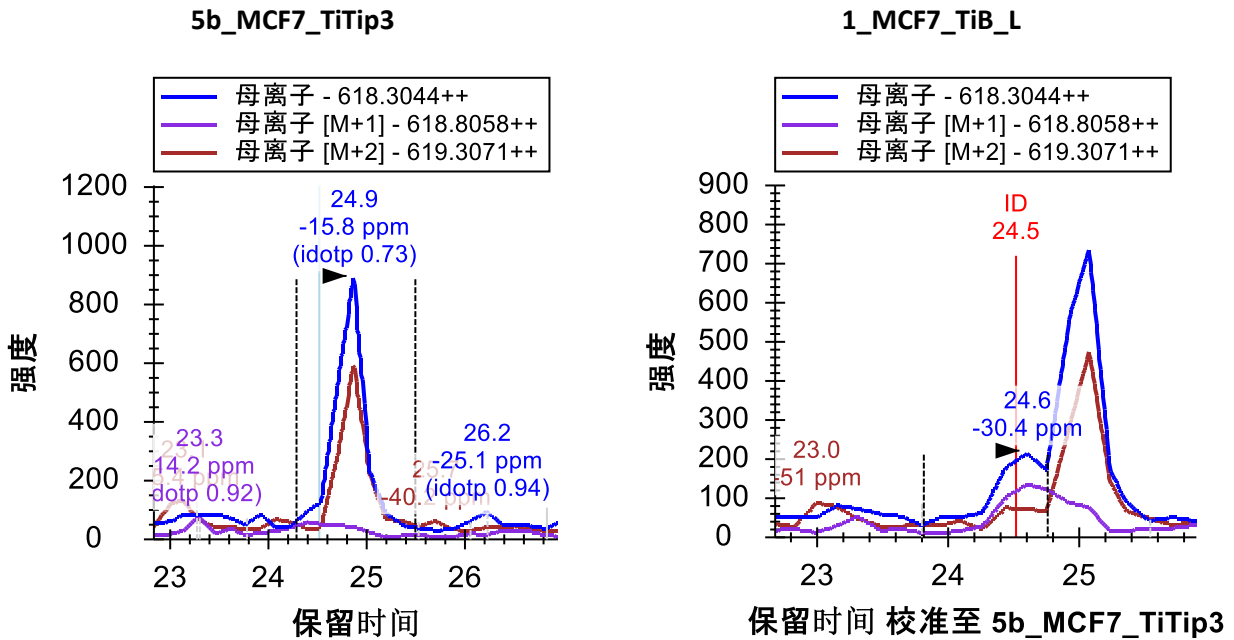 5b_MCF7_TiTip3
母离子 - 618.3044++
母离子 [M+1] - 618.8058++
母离子 [M+2] - 619.3071++
1200
1000
800
600
400
200
0
强度
24.9
-15.8 ppm
(idotp 0.73)
23.3
14.2 ppm
dotp 0.92)
26.2
-25.1 ppm
(idotp 0.94)
-40.2 ppm
23
24
25
26
保留时间
1_MCF7_TiB_L
母离子 - 618.3044++
母离子 [M+1] - 618.8058++
母离子 [M+2] - 619.3071++
900
800
700
600
500
400
300
200
100
0
强度
ID
24.5
24.6
-30.4 ppm
23.0
-51 ppm
23
24
25
保留时间 校准至 5b_MCF7_TiTip3